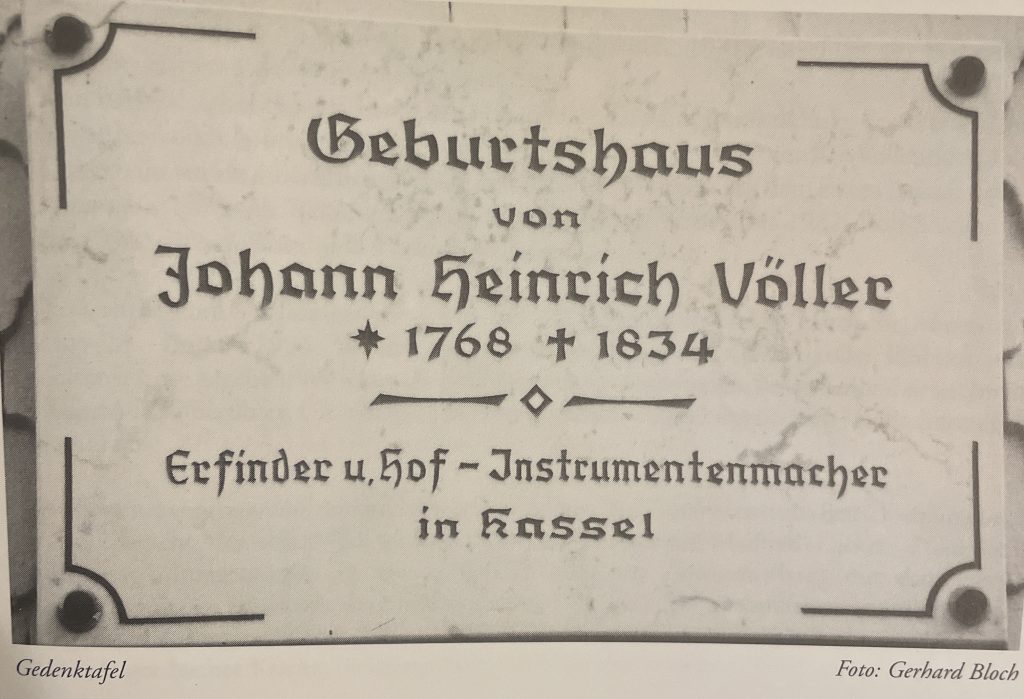 Geburtshaus
von
Johann Heinrich Völler
✶ 1768 ✝ 1834
Erfinder u. Hof - Instrumentenmacher
in Kassel
Gedenktafel
Foto: Gerhard Bloch